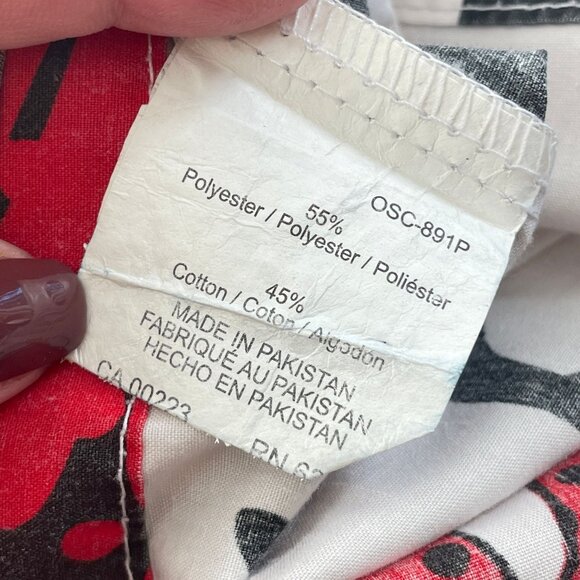 OSC-891P
55%
Polyester / Polyester / Poliéster
45%
Cotton / Coton / Algodón
MADE IN PAKISTAN
FABRIQUÉ AU PAKISTAN
HECHO EN PAKISTAN
CA 00223
RN